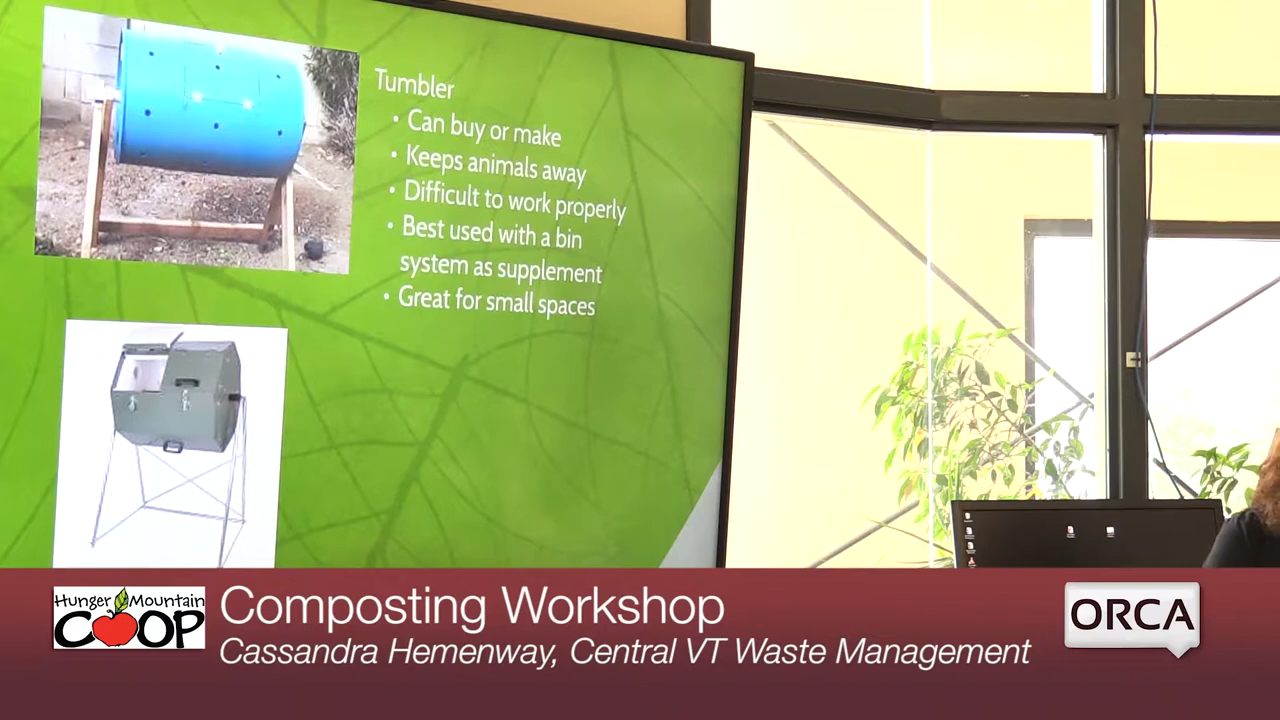 Tumbler
• Can buy or make
• Keeps animals away
• Difficult to work properly
• Best used with a bin
system as supplement
• Great for small spaces
Hunger Mountain
COOP
Composting Workshop
Cassandra Hemenway, Central VT Waste Management
ORCA